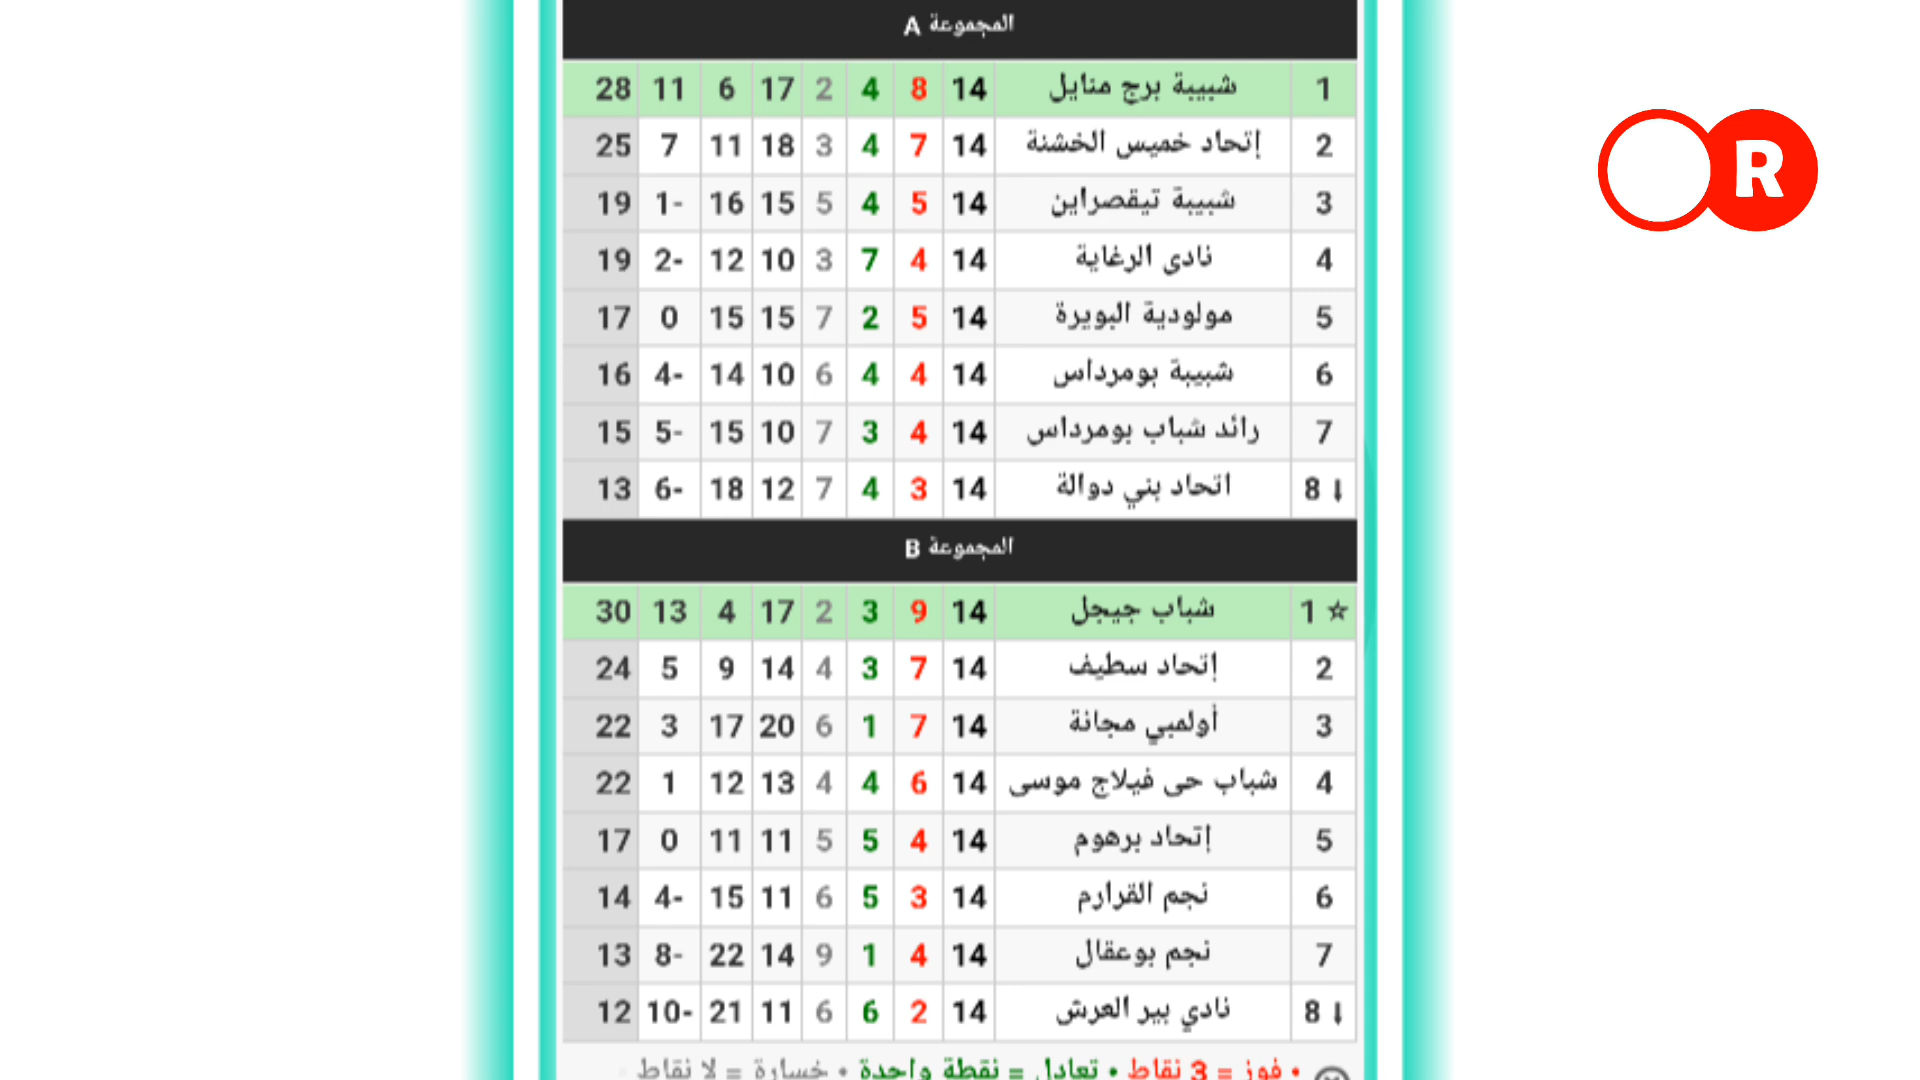 المجموعة A
1 شبيبة برج منايل 14 8 4 2 17 6 11 28
2 إتحاد خميس الخشنة 14 7 4 3 18 11 7 25
3 شبيبة تيقصراين 14 5 4 5 15 16 1- 19
4 نادى الرغاية 14 4 7 3 10 12 2- 19
5 مولودية البويرة 14 5 2 7 15 15 0 17
6 شبيبة بومرداس 14 4 4 6 10 14 4- 16
7 رائد شباب بومرداس 14 4 3 7 10 15 5- 15
8 ↓ اتحاد بني دوالة 14 3 4 7 12 18 6- 13
المجموعة B
1 ☆ شباب جيجل 14 9 3 2 17 4 13 30
2 إتحاد سطيف 14 7 3 4 14 9 5 24
3 أولمبي مجانة 14 7 1 6 20 17 3 22
4 شباب حى فيلاج موسى 14 6 4 4 13 12 1 22
5 إتحاد برهوم 14 4 5 5 11 11 0 17
6 نجم القرارم 14 3 5 6 11 15 4- 14
7 نجم بوعقال 14 4 1 9 14 22 8- 13
8 ↓ نادي بير العرش 14 2 6 6 11 21 10- 12
• فوز = 3 نقاط • تعادل = نقطة واحدة • خسارة = لا نقاط
R